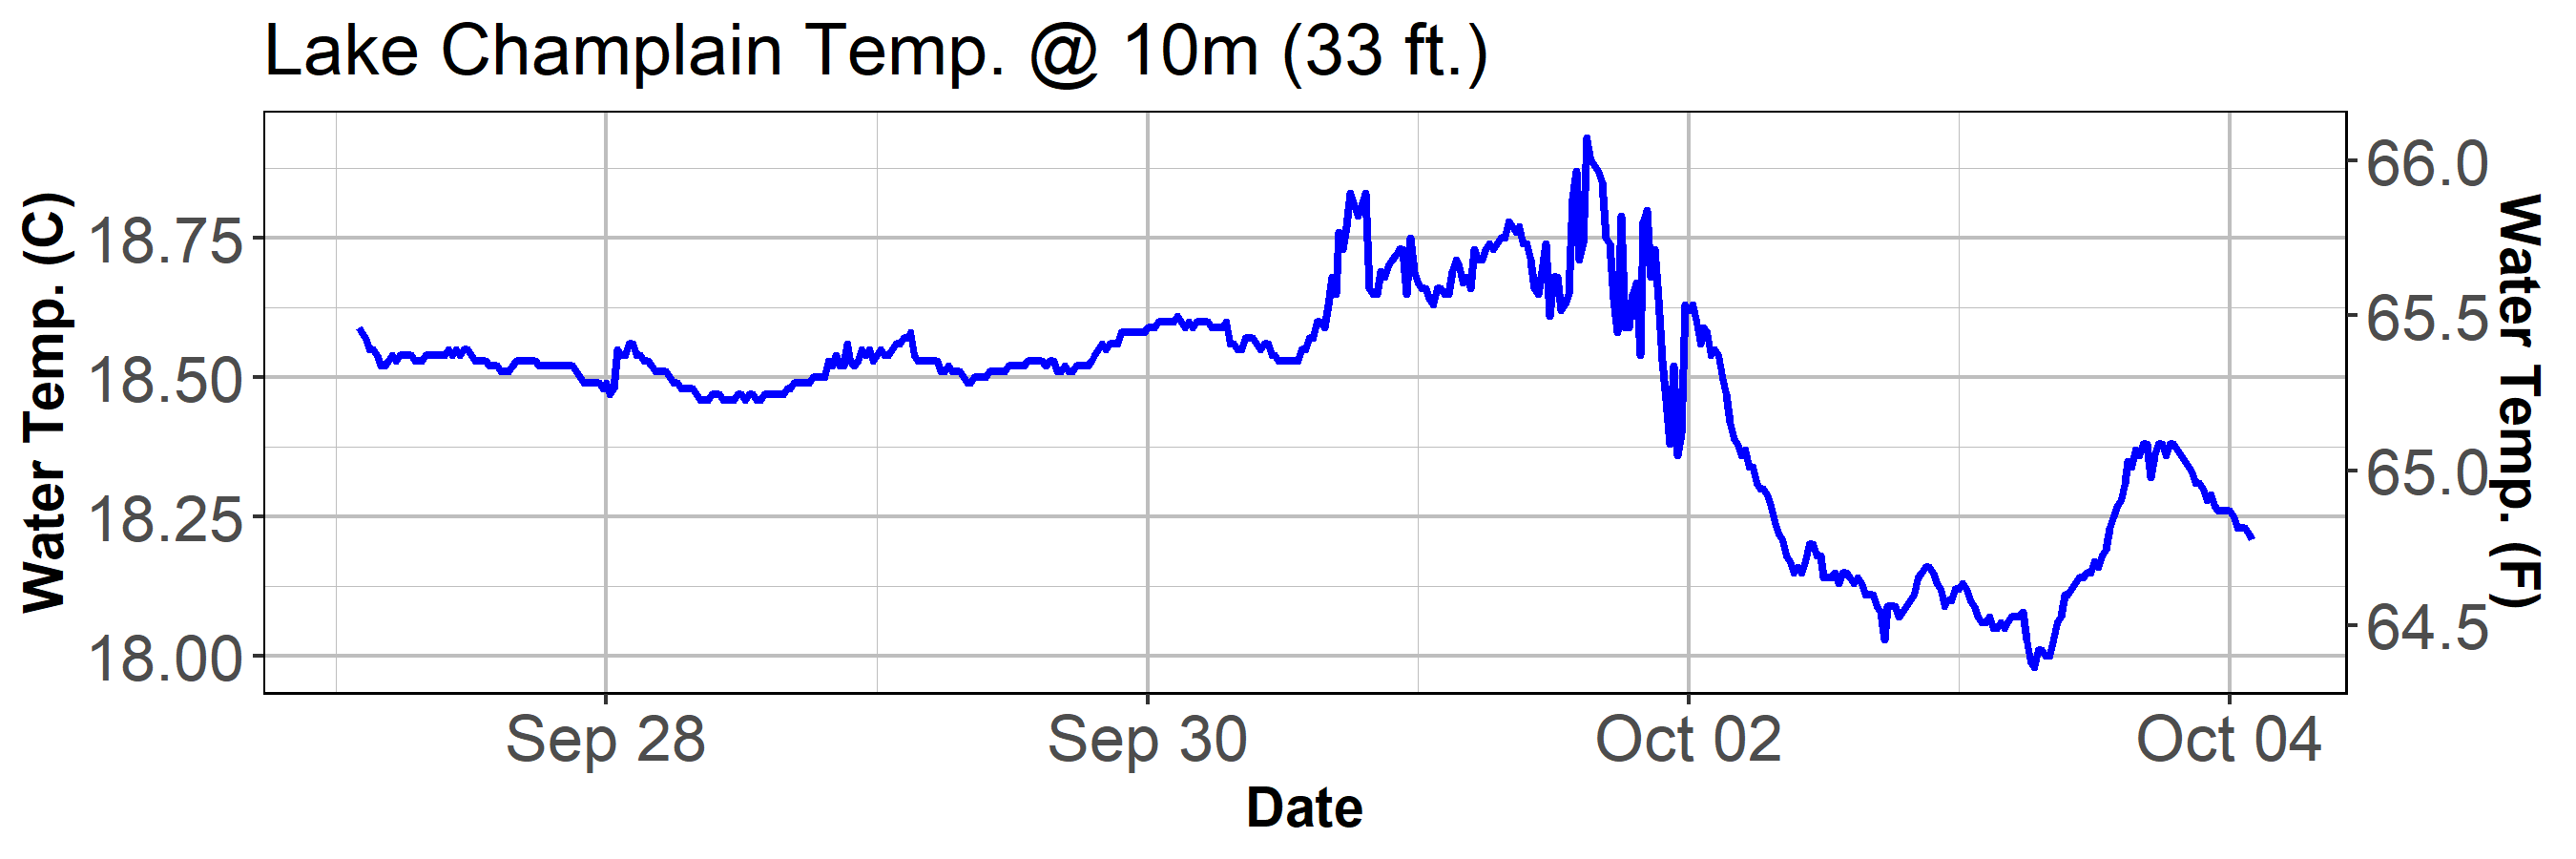 Lake Champlain Temp. @ 10m (33 ft.)
Water Temp. (C)
18.75
18.50
18.25
18.00
66.0
65.5
65.0
64.5
Water Temp. (F)
Sep 28
Sep 30
Oct 02
Oct 04
Date